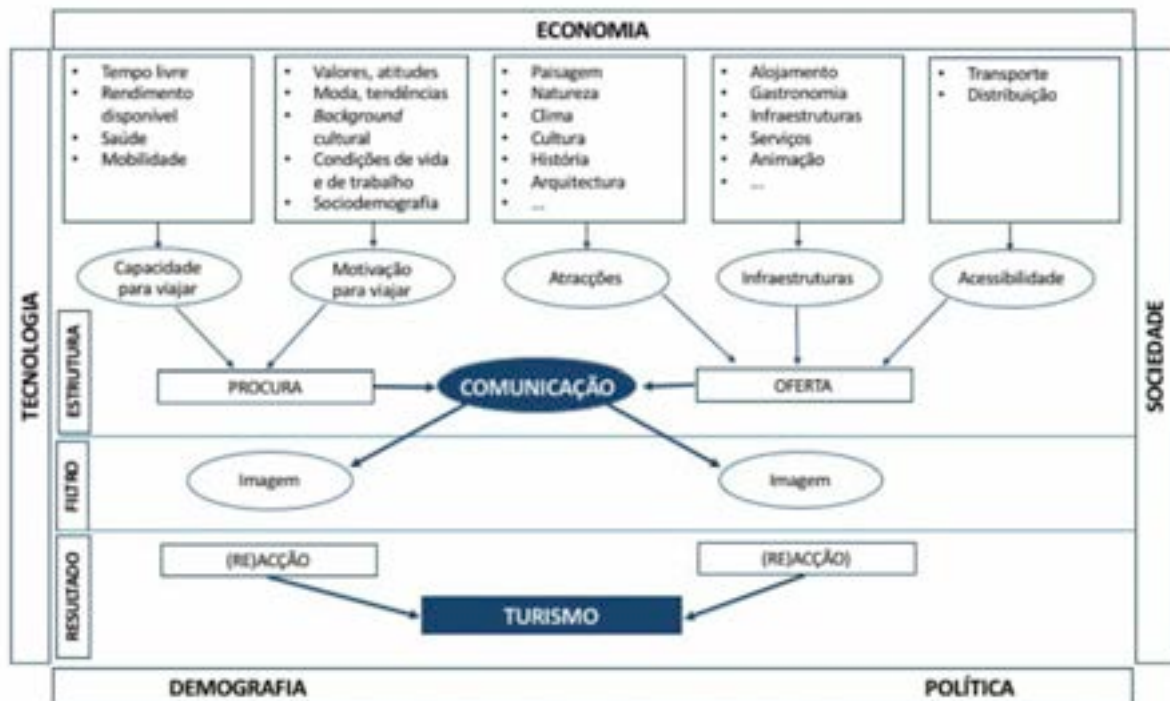 ECONOMIA
TECNOLOGIA
SOCIEDADE
• Tempo livre
• Rendimento
disponível
• Saúde
• Mobilidade
• Valores, atitudes
• Moda, tendências
• Background
cultural
• Condições de vida
e de trabalho
• Sociodemografia
• Paisagem
• Natureza
• Clima
• Cultura
• História
• Arquitectura
• ...
• Alojamento
• Gastronomia
• Infraestruturas
• Serviços
• Animação
• ...
• Transporte
• Distribuição
Capacidade
para viajar
Motivação
para viajar
Atracções
Infraestruturas
Acessibilidade
ESTRUTURA
PROCURA
COMUNICAÇÃO
OFERTA
FILTRO
Imagem
Imagem
RESULTADO
(RE)ACÇÃO
(RE)ACÇÃO)
TURISMO
DEMOGRAFIA
POLÍTICA